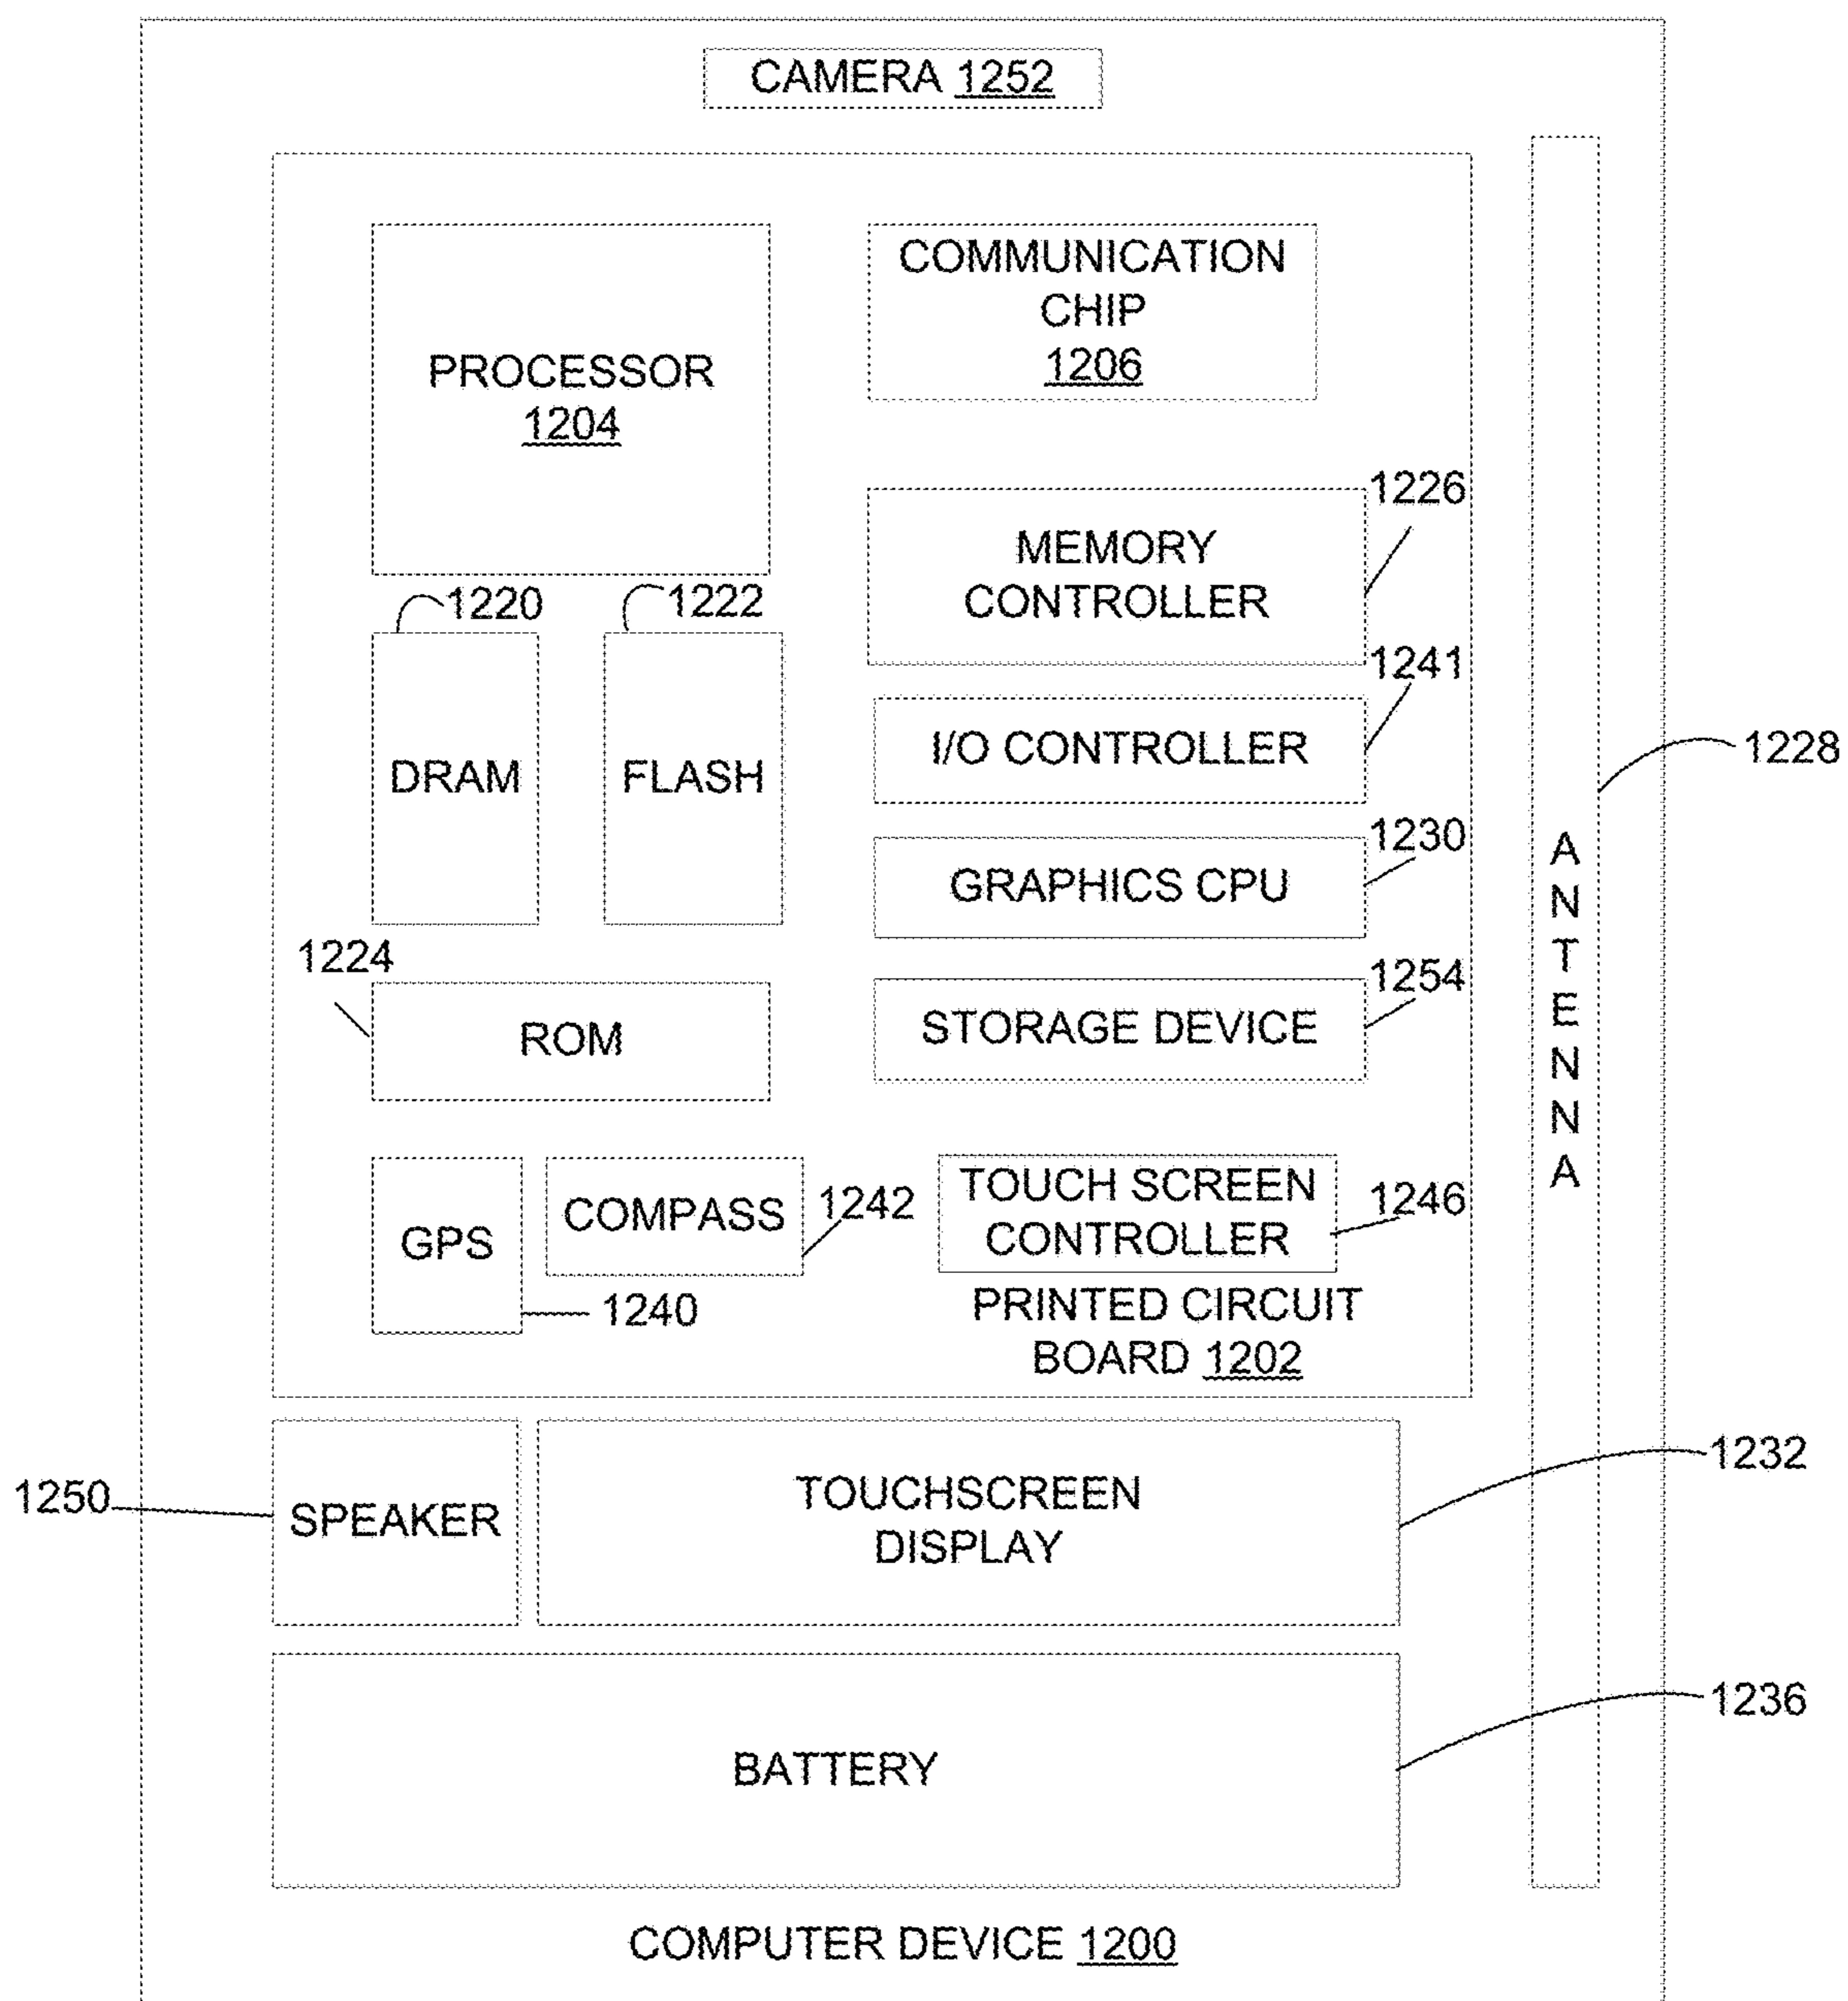 CAMERA 1252
PROCESSOR
1204
COMMUNICATION
CHIP
1206
1226
MEMORY
CONTROLLER
1220
1222
DRAM
FLASH
1241
I/O CONTROLLER
1228
1230
GRAPHICS CPU
1224
ROM
1254
STORAGE DEVICE
ANTENNA
GPS
1240
COMPASS
1242
TOUCH SCREEN
CONTROLLER
1246
PRINTED CIRCUIT
BOARD 1202
1250
SPEAKER
TOUCHSCREEN
DISPLAY
1232
BATTERY
1236
COMPUTER DEVICE 1200